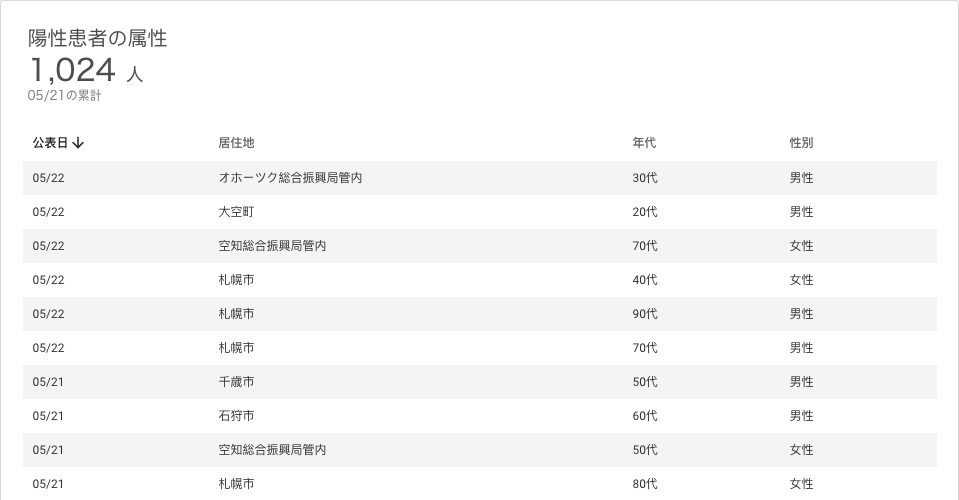 陽性患者の属性
1,024 人
05/21の累計
公表日↓ 居住地 年代 性別
05/22 オホーツク総合振興局管内 30代 男性
05/22 大空町 20代 男性
05/22 空知総合振興局管内 70代 女性
05/22 札幌市 40代 女性
05/22 札幌市 90代 男性
05/22 札幌市 70代 男性
05/21 千歳市 50代 男性
05/21 石狩市 60代 男性
05/21 空知総合振興局管内 50代 女性
05/21 札幌市 80代 女性